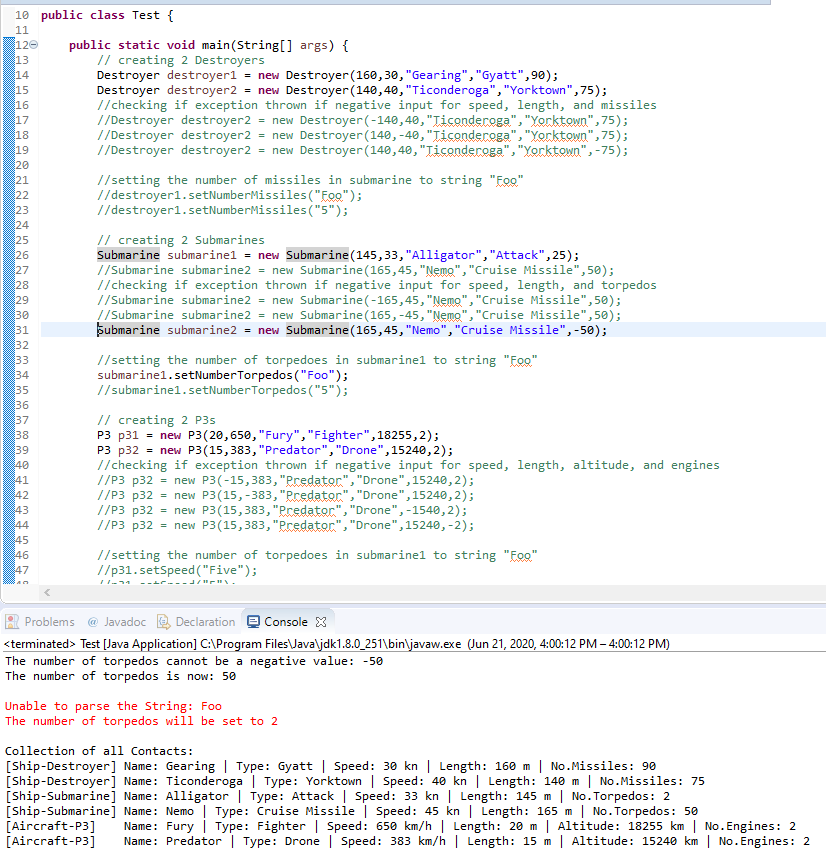 10 public class Test {
11
12 public static void main(String[] args) {
13 // creating 2 Destroyers
14 Destroyer destroyer1 = new Destroyer(160,30,"Gearing","Gyatt",90);
15 Destroyer destroyer2 = new Destroyer(140,40,"Ticonderoga","Yorktown",75);
16 //checking if exception thrown if negative input for speed, length, and missiles
17 //Destroyer destroyer2 = new Destroyer(-140,40,"Ticonderoga","Yorktown",75);
18 //Destroyer destroyer2 = new Destroyer(140,-40,"Ticonderoga","Yorktown",75);
19 //Destroyer destroyer2 = new Destroyer(140,40,"Ticonderoga","Yorktown",-75);
20
21 //setting the number of missiles in submarine to string "Foo"
22 //destroyer1.setNumberMissiles("Foo");
23 //destroyer1.setNumberMissiles("5");
24
25 // creating 2 Submarines
26 Submarine submarine1 = new Submarine(145,33,"Alligator","Attack",25);
27 //Submarine submarine2 = new Submarine(165,45,"Nemo","Cruise Missile",50);
28 //checking if exception thrown if negative input for speed, length, and torpedos
29 //Submarine submarine2 = new Submarine(-165,45,"Nemo","Cruise Missile",50);
30 //Submarine submarine2 = new Submarine(165,-45,"Nemo","Cruise Missile",50);
31 Submarine submarine2 = new Submarine(165,45,"Nemo","Cruise Missile",-50);
32
33 //setting the number of torpedoes in submarine1 to string "Foo"
34 submarine1.setNumberTorpedos("Foo");
35 //submarine1.setNumberTorpedos("5");
36
37 // creating 2 P3s
38 P3 p31 = new P3(20,650,"Fury","Fighter",18255,2);
39 P3 p32 = new P3(15,383,"Predator","Drone",15240,2);
40 //checking if exception thrown if negative input for speed, length, altitude, and engines
41 //P3 p32 = new P3(-15,383,"Predator","Drone",15240,2);
42 //P3 p32 = new P3(15,-383,"Predator","Drone",15240,2);
43 //P3 p32 = new P3(15,383,"Predator","Drone",-1540,2);
44 //P3 p32 = new P3(15,383,"Predator","Drone",15240,-2);
45
46 //setting the number of torpedoes in submarine1 to string "Foo"
47 //p31.setSpeed("Five");
Problems Javadoc Declaration Console
<terminated> Test [Java Application] C:\Program Files\Java\jdk1.8.0_251\bin\javaw.exe (Jun 21, 2020, 4:00:12 PM – 4:00:12 PM)
The number of torpedos cannot be a negative value: -50
The number of torpedos is now: 50
Unable to parse the String: Foo
The number of torpedos will be set to 2
Collection of all Contacts:
[Ship-Destroyer] Name: Gearing | Type: Gyatt | Speed: 30 kn | Length: 160 m | No.Missiles: 90
[Ship-Destroyer] Name: Ticonderoga | Type: Yorktown | Speed: 40 kn | Length: 140 m | No.Missiles: 75
[Ship-Submarine] Name: Alligator | Type: Attack | Speed: 33 kn | Length: 145 m | No.Torpedos: 2
[Ship-Submarine] Name: Nemo | Type: Cruise Missile | Speed: 45 kn | Length: 165 m | No.Torpedos: 50
[Aircraft-P3] Name: Fury | Type: Fighter | Speed: 650 km/h | Length: 20 m | Altitude: 18255 km | No.Engines: 2
[Aircraft-P3] Name: Predator | Type: Drone | Speed: 383 km/h | Length: 15 m | Altitude: 15240 km | No.Engines: 2